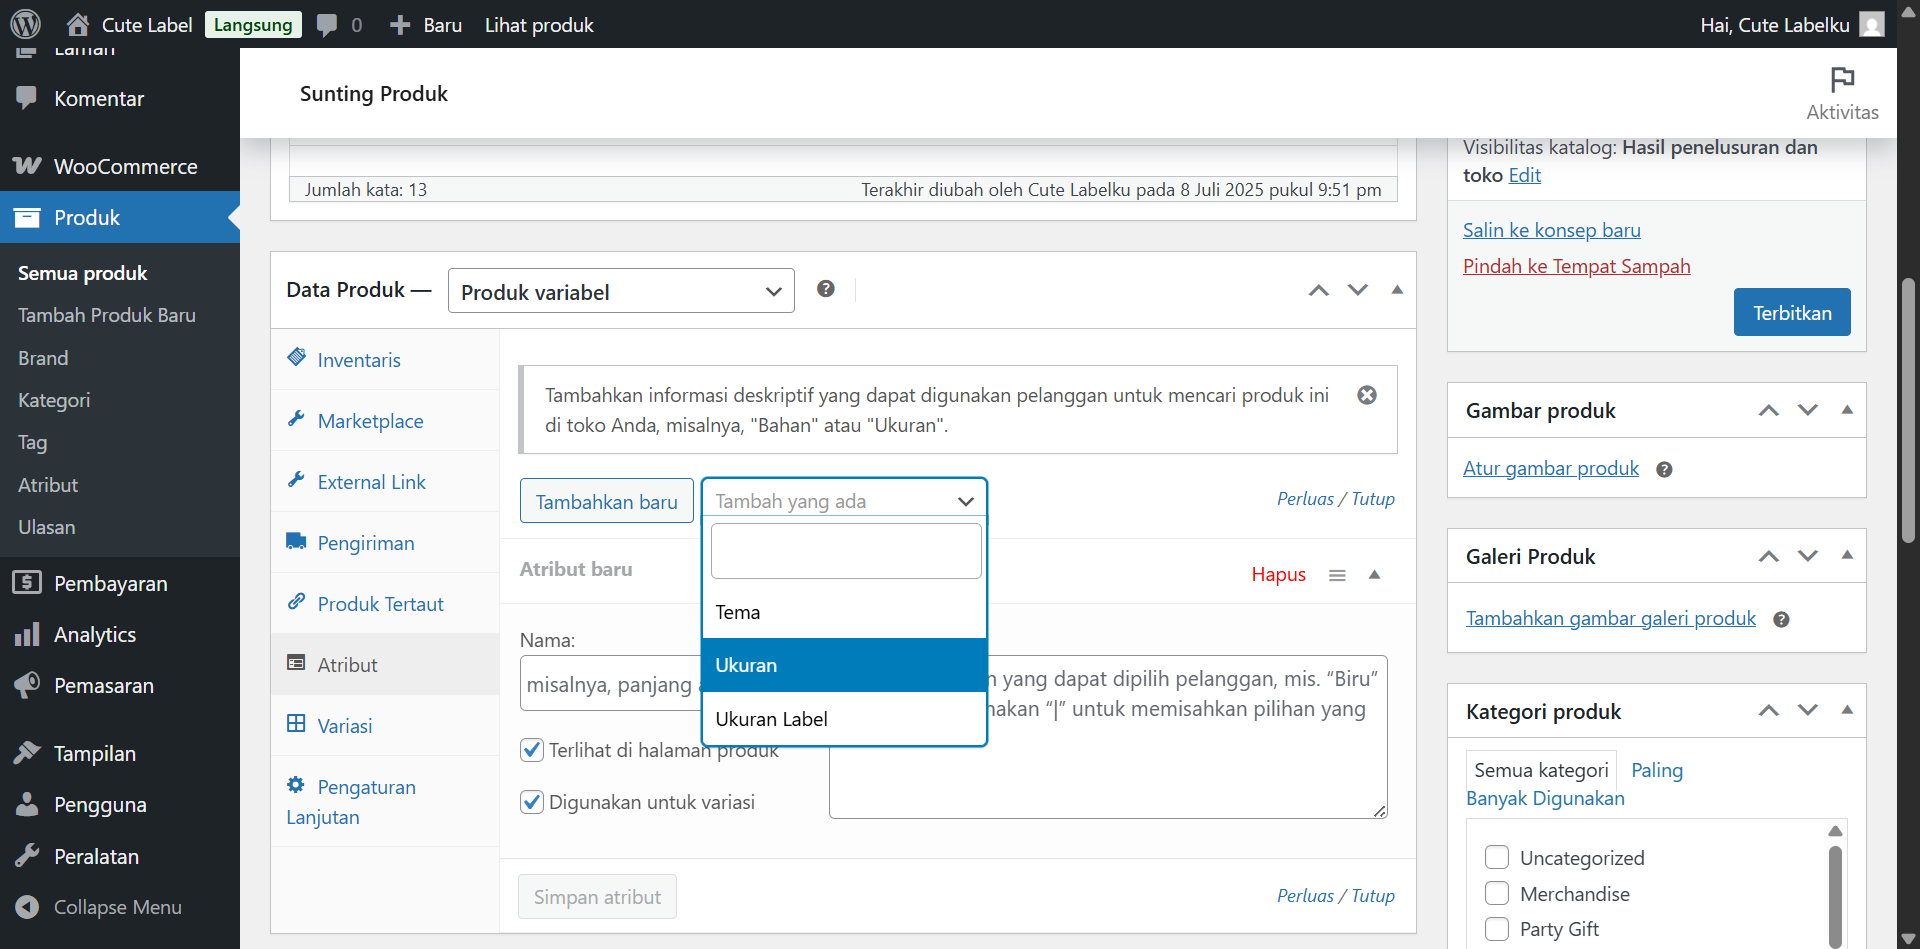 Cute Label
Langsung
0
Baru
Lihat produk
Hai, Cute Labelku
Laman
Komentar
WooCommerce
Produk
Semua produk
Tambah Produk Baru
Brand
Kategori
Tag
Atribut
Ulasan
Pembayaran
Analytics
Pemasaran
Tampilan
Pengguna
Peralatan
Collapse Menu
Sunting Produk
Aktivitas
Jumlah kata: 13
Terakhir diubah oleh Cute Labelku pada 8 Juli 2025 pukul 9:51 pm
Data Produk —
Produk variabel
Inventaris
Marketplace
External Link
Pengiriman
Produk Tertaut
Atribut
Variasi
Pengaturan
Lanjutan
Tambahkan informasi deskriptif yang dapat digunakan pelanggan untuk mencari produk ini
di toko Anda, misalnya, "Bahan" atau "Ukuran".
Tambahkan baru
Tambah yang ada
Perluas / Tutup
Tema
Ukuran
Ukuran Label
Atribut baru
Hapus
Nama:
misalnya, panjang
yang dapat dipilih pelanggan, mis. “Biru”
“|” untuk memisahkan pilihan yang
Terlihat di halaman produk
Digunakan untuk variasi
Simpan atribut
Perluas / Tutup
Visibilitas katalog: Hasil penelusuran dan
toko Edit
Salin ke konsep baru
Pindah ke Tempat Sampah
Terbitkan
Gambar produk
Atur gambar produk
Galeri Produk
Tambahkan gambar galeri produk
Kategori produk
Semua kategori
Paling
Banyak Digunakan
Uncategorized
Merchandise
Party Gift